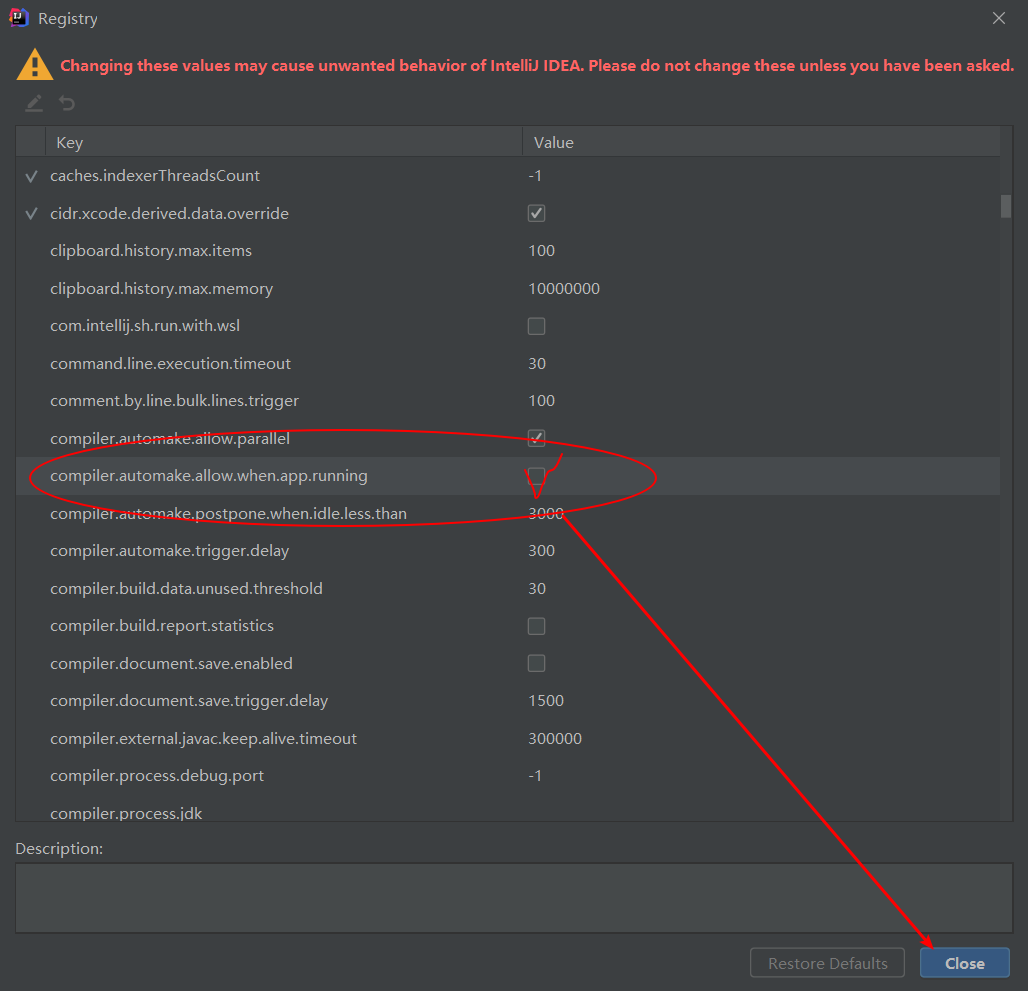 Registry
Changing these values may cause unwanted behavior of IntelliJ IDEA. Please do not change these unless you have been asked.
Key Value
caches.indexerThreadsCount -1
cidr.xcode.derived.data.override
clipboard.history.max.items 100
clipboard.history.max.memory 10000000
com.intellij.sh.run.with.wsl
command.line.execution.timeout 30
comment.by.line.bulk.lines.trigger 100
compiler.automake.allow.parallel
compiler.automake.allow.when.app.running
compiler.automake.postpone.when.idle.less.than 3000
compiler.automake.trigger.delay 300
compiler.build.data.unused.threshold 30
compiler.build.report.statistics
compiler.document.save.enabled
compiler.document.save.trigger.delay 1500
compiler.external.javac.keep.alive.timeout 300000
compiler.process.debug.port -1
compiler.process.jdk
Description:
Restore Defaults Close